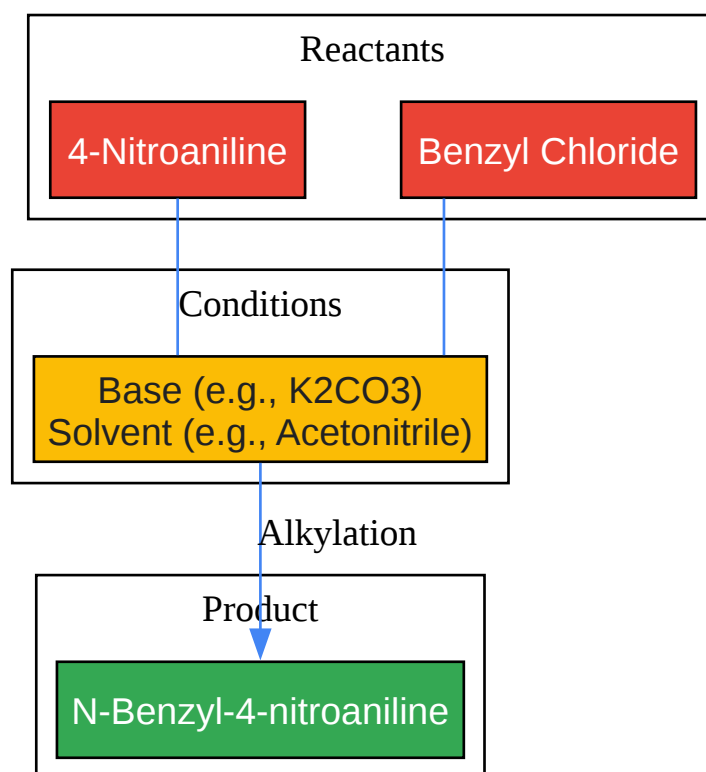 Reactants
4-Nitroaniline
Benzyl Chloride
Conditions
Base (e.g., K2CO3)
Solvent (e.g., Acetonitrile)
Alkylation
Product
N-Benzyl-4-nitroaniline